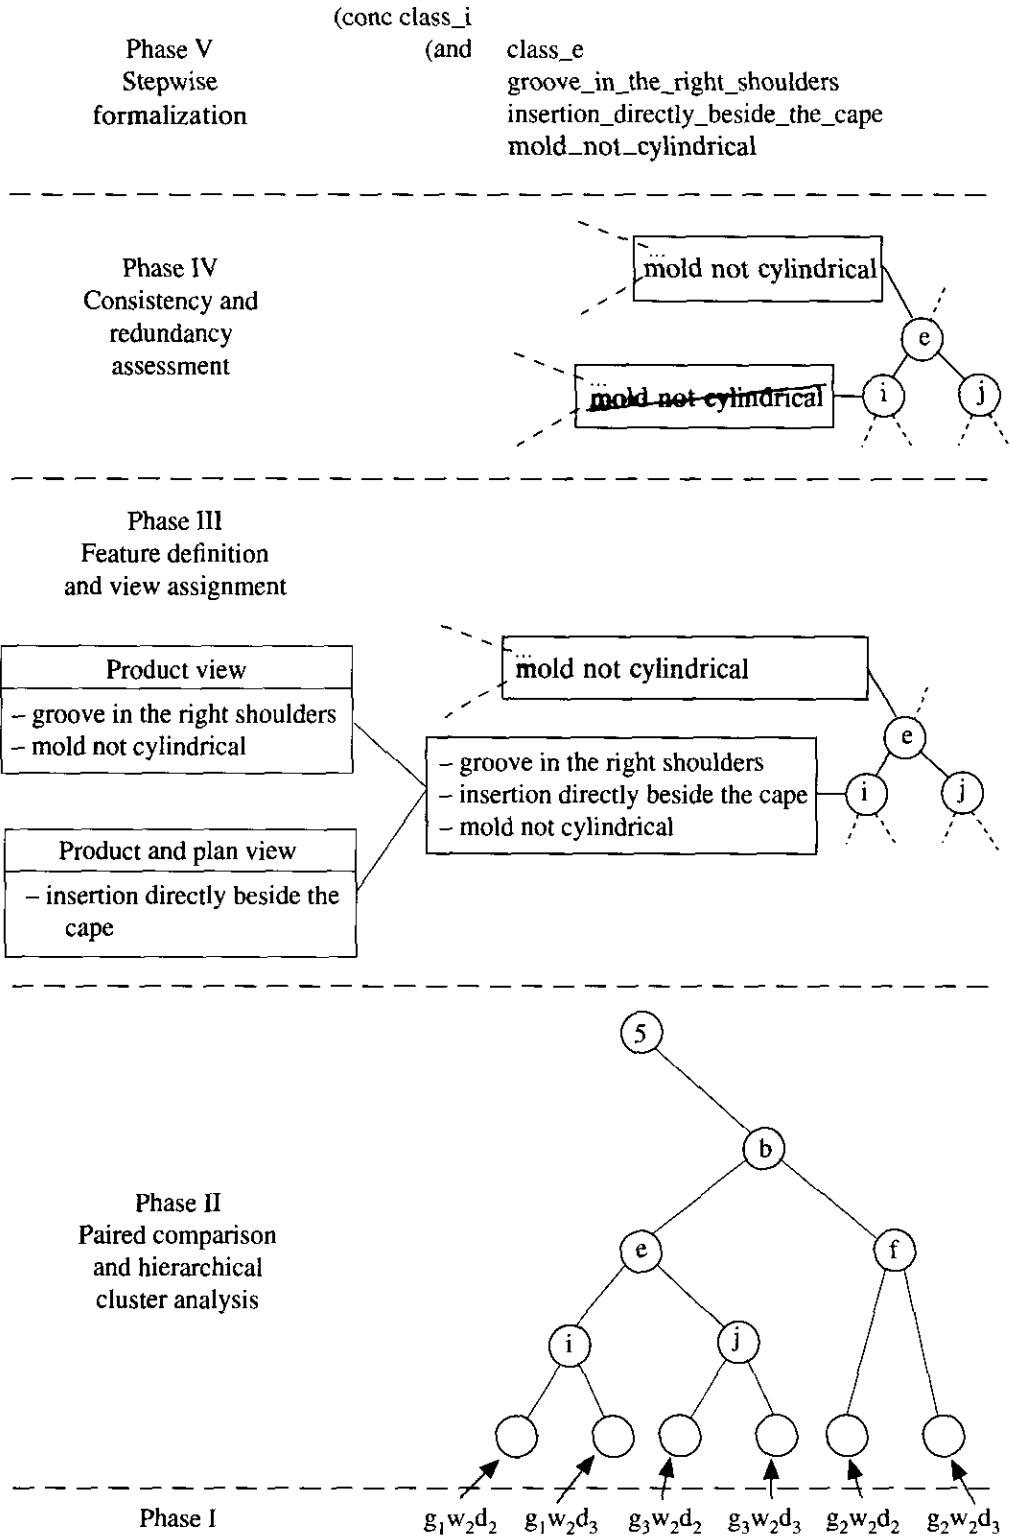 (conc class_i
Phase V
(and class_e
Stepwise
groove_in_the_right_shoulders
formalization
insertion_directly_beside_the_cape
mold_not_cylindrical
Phase IV
Consistency and
redundancy
assessment
...
mold not cylindrical
e
...
mold not cylindrical
i
j
Phase III
Feature definition
and view assignment
Product view
– groove in the right shoulders
– mold not cylindrical
Product and plan view
– insertion directly beside the
cape
...
mold not cylindrical
– groove in the right shoulders
– insertion directly beside the cape
– mold not cylindrical
e
i
j
5
b
Phase II
Paired comparison
and hierarchical
cluster analysis
e
f
i
j
Phase I
g₁w₂d₂ g₁w₂d₃ g₃w₂d₂ g₃w₂d₃ g₂w₂d₂ g₂w₂d₃